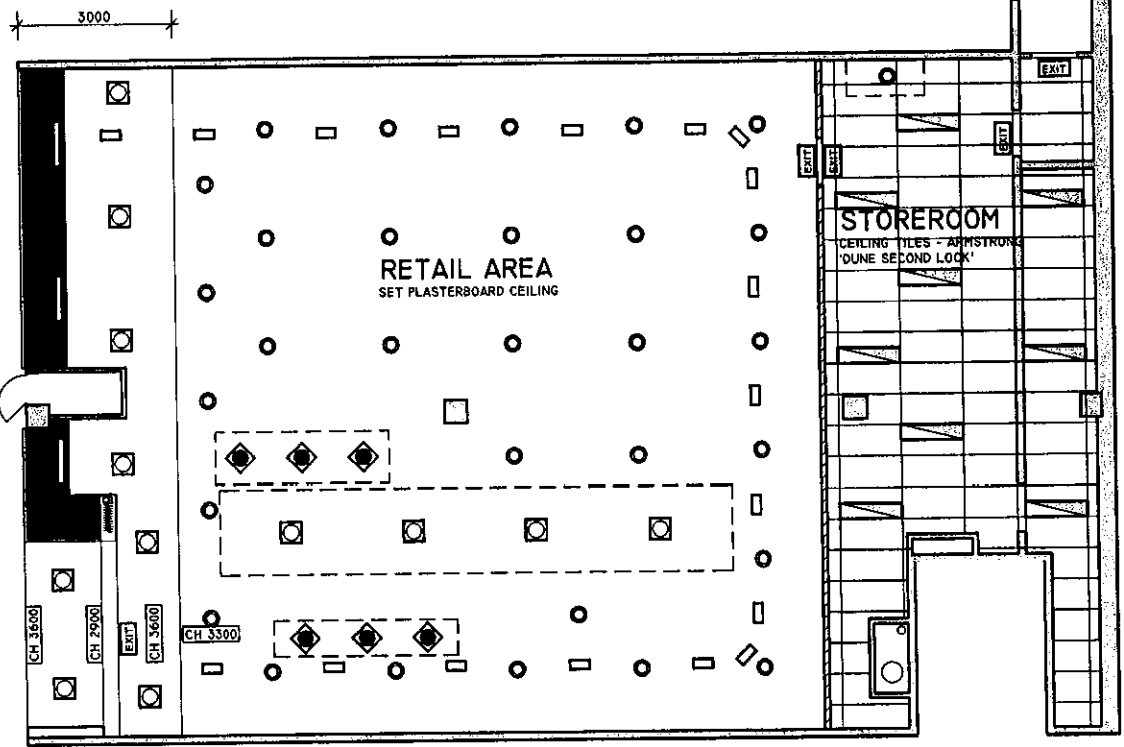 3000
EXIT
EXIT
EXIT
EXIT
STOREROOM
CEILING TILES - ARMSTRONG
'DUNE SECOND LOOK'
RETAIL AREA
SET PLASTERBOARD CEILING
CH 3600
CH 2900
EXIT
CH 3600
CH 3300